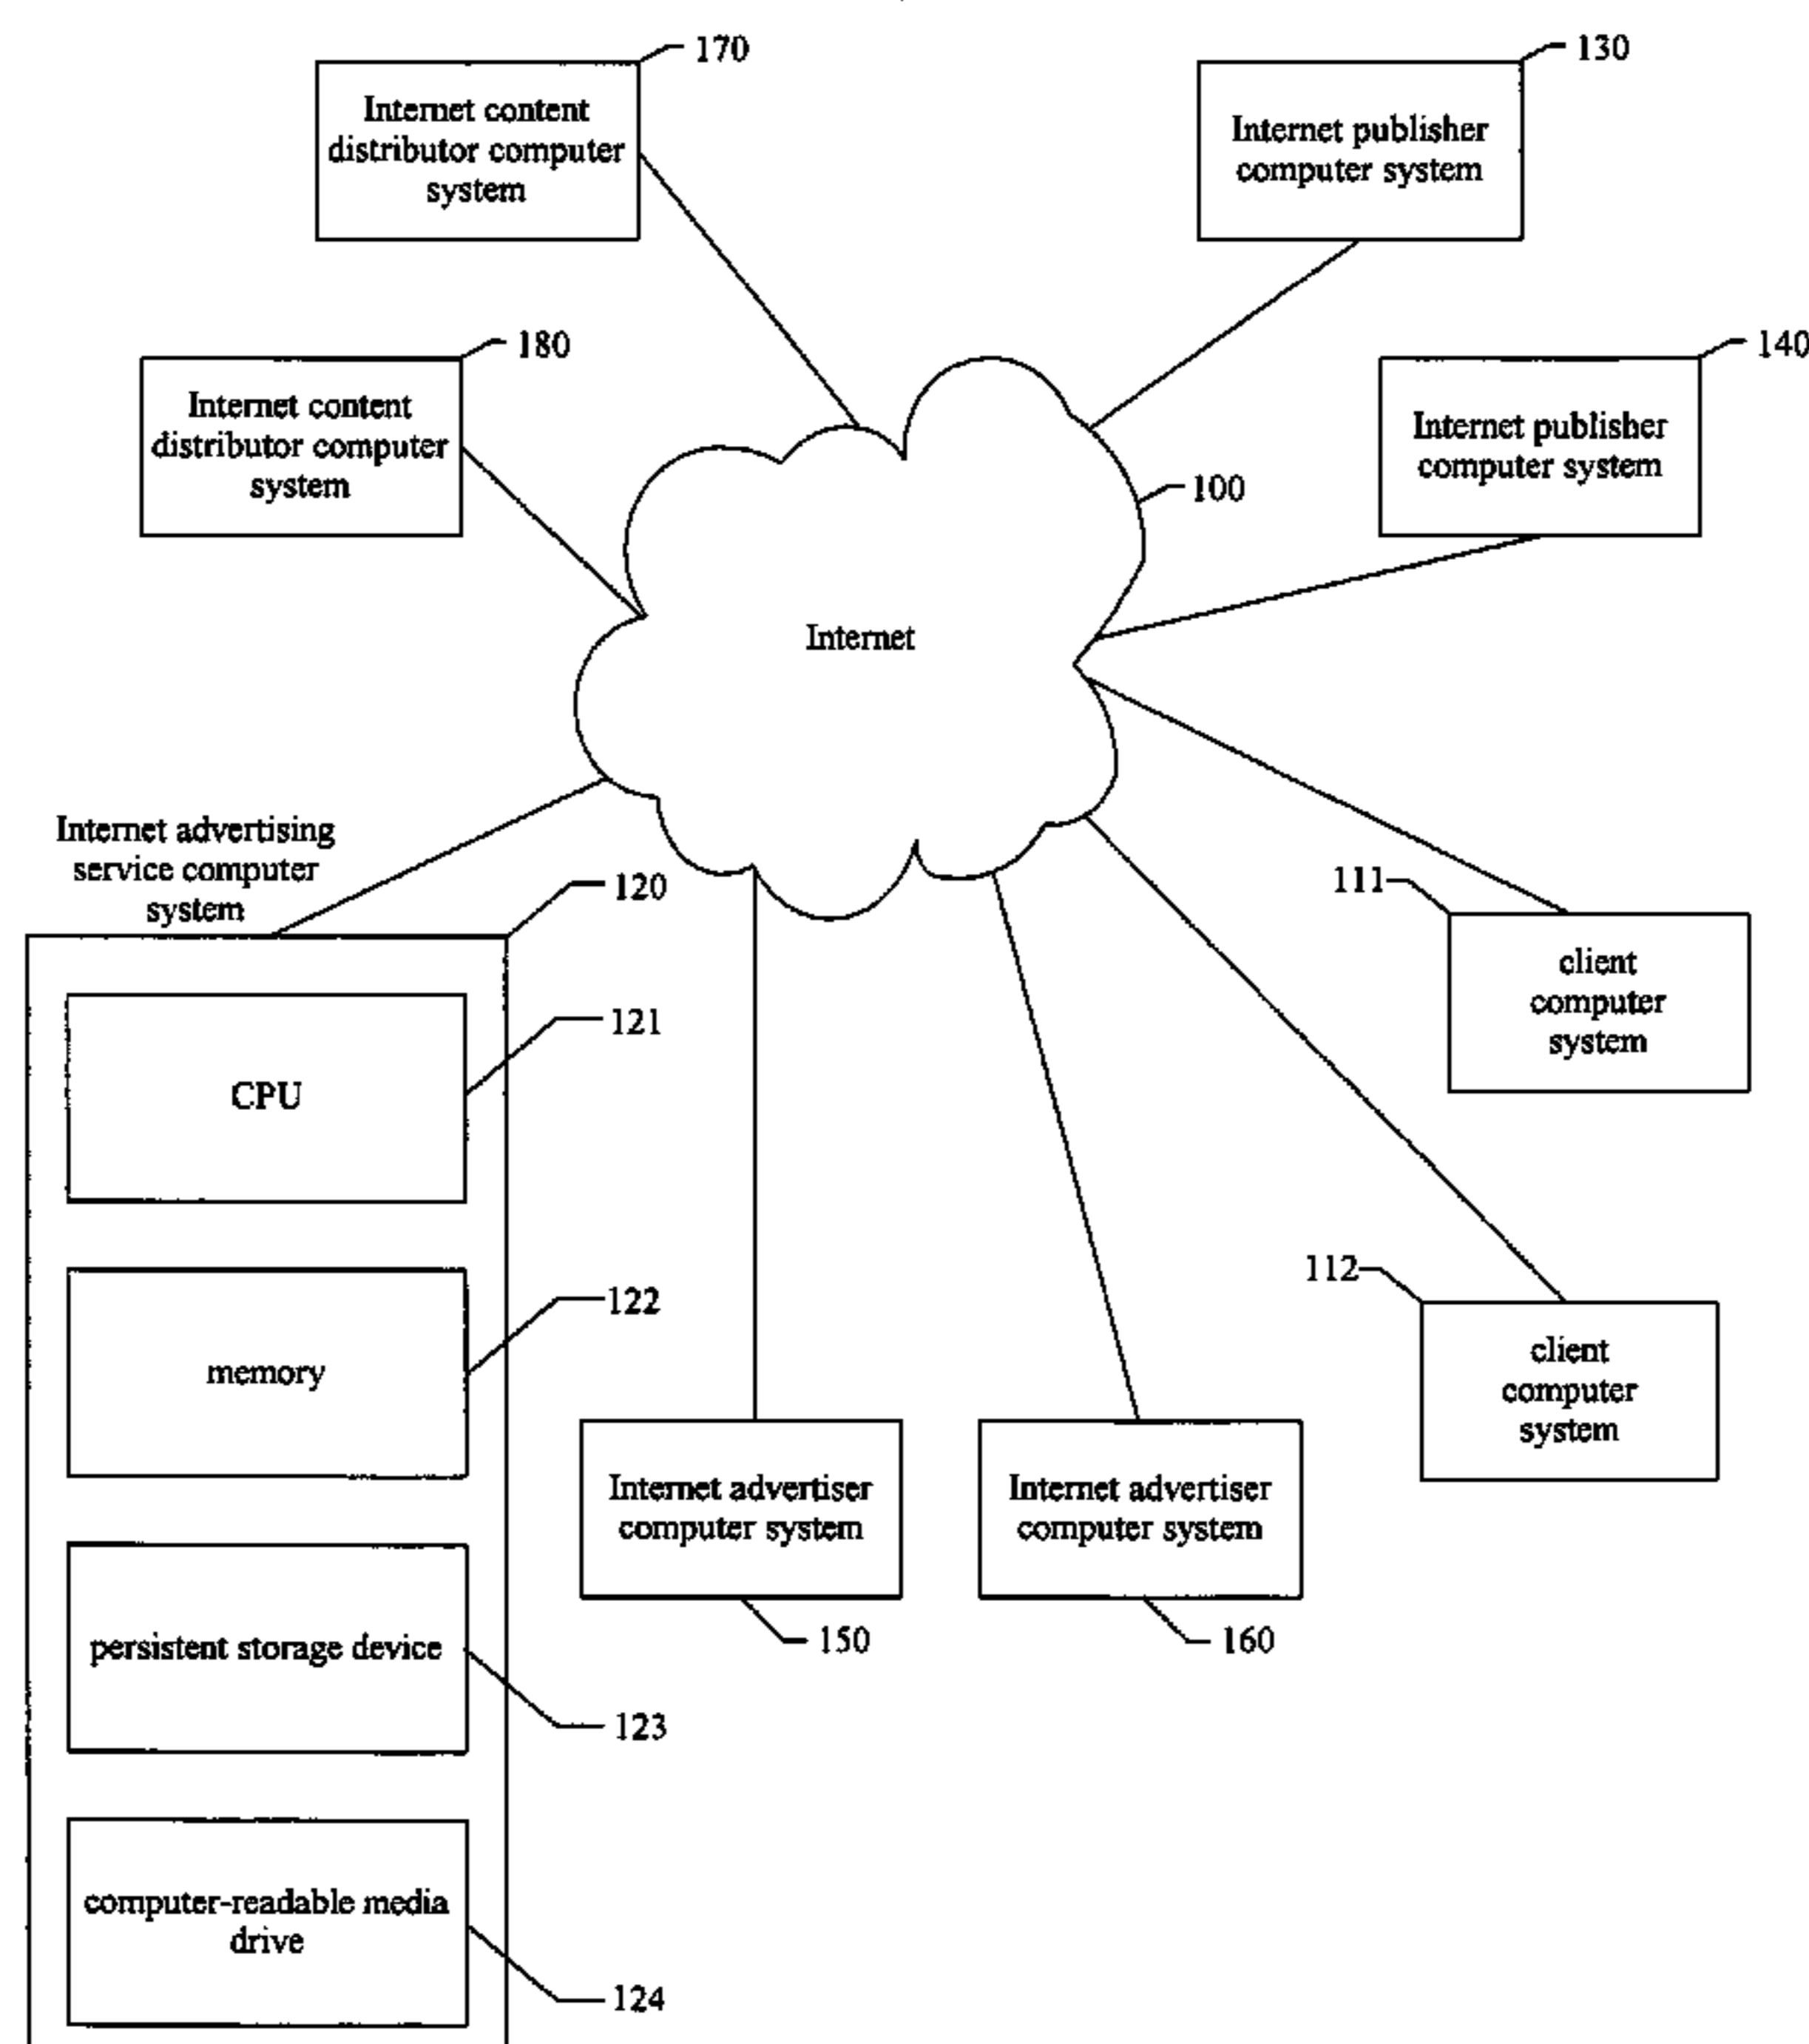 170
Internet content
distributor computer
system
130
Internet publisher
computer system
180
Internet content
distributor computer
system
140
Internet publisher
computer system
100
Internet
Internet advertising
service computer
system
120
111
client
computer
system
CPU
121
112
client
computer
system
memory
122
Internet advertiser
computer system
150
Internet advertiser
computer system
160
persistent storage device
123
computer-readable media
drive
124